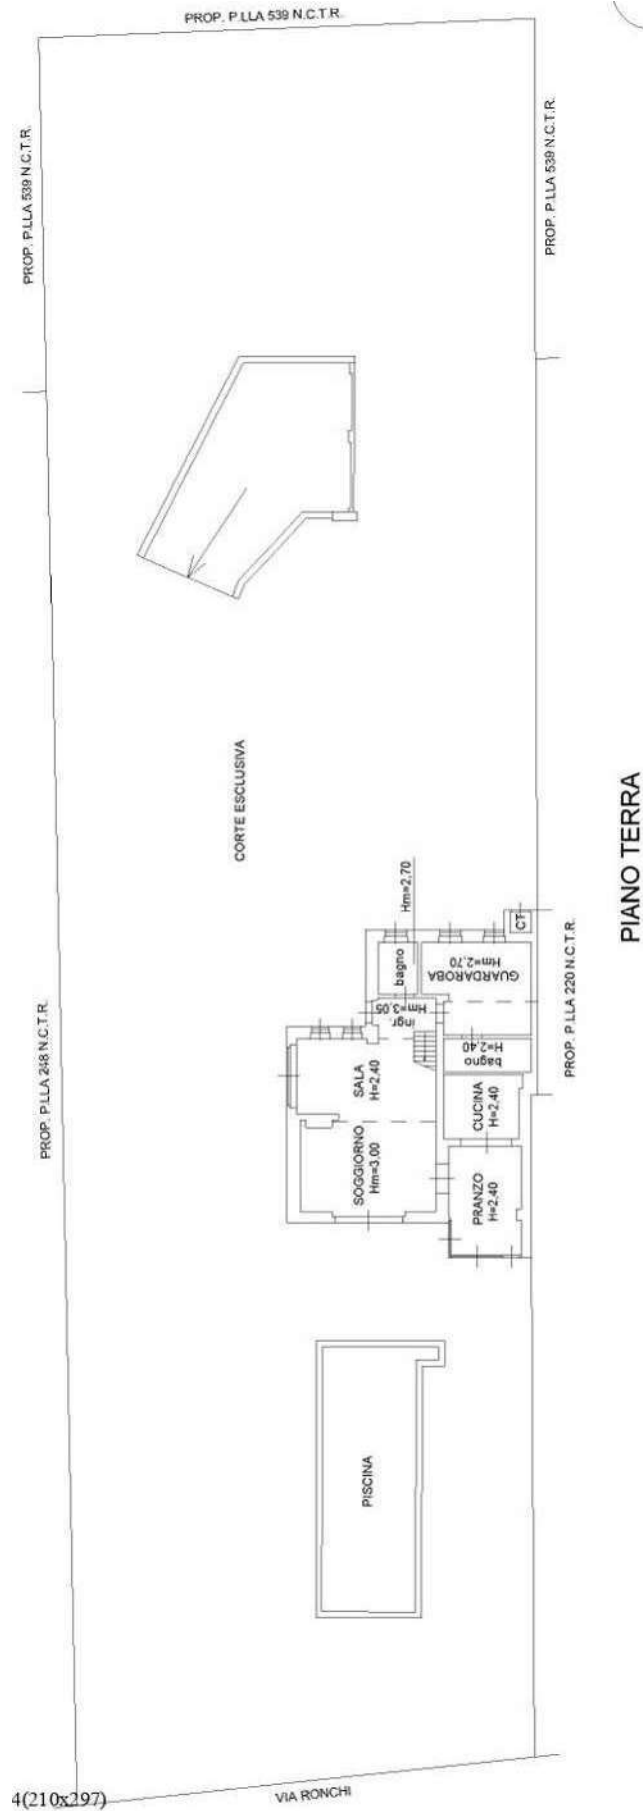 PROP. P.LLA 539 N.C.T.R.
PROP. P.LLA 539 N.C.T.R.
PROP. P.LLA 539 N.C.T.R.
CORTE ESCLUSIVA
PIANO TERRA
Hm=2,70
bagno
GUARDAROBA
Hm=2,70
CT
ingr.
Hm=3,05
PROP. P.LLA 248 N.C.T.R.
PROP. P.LLA 220 N.C.T.R.
SALA
H=2,40
bagno
H=2,40
CUCINA
H=2,40
SOGGIORNO
Hm=3,00
PRANZO
H=2,40
PISCINA
4(210x297)
VIA RONCHI